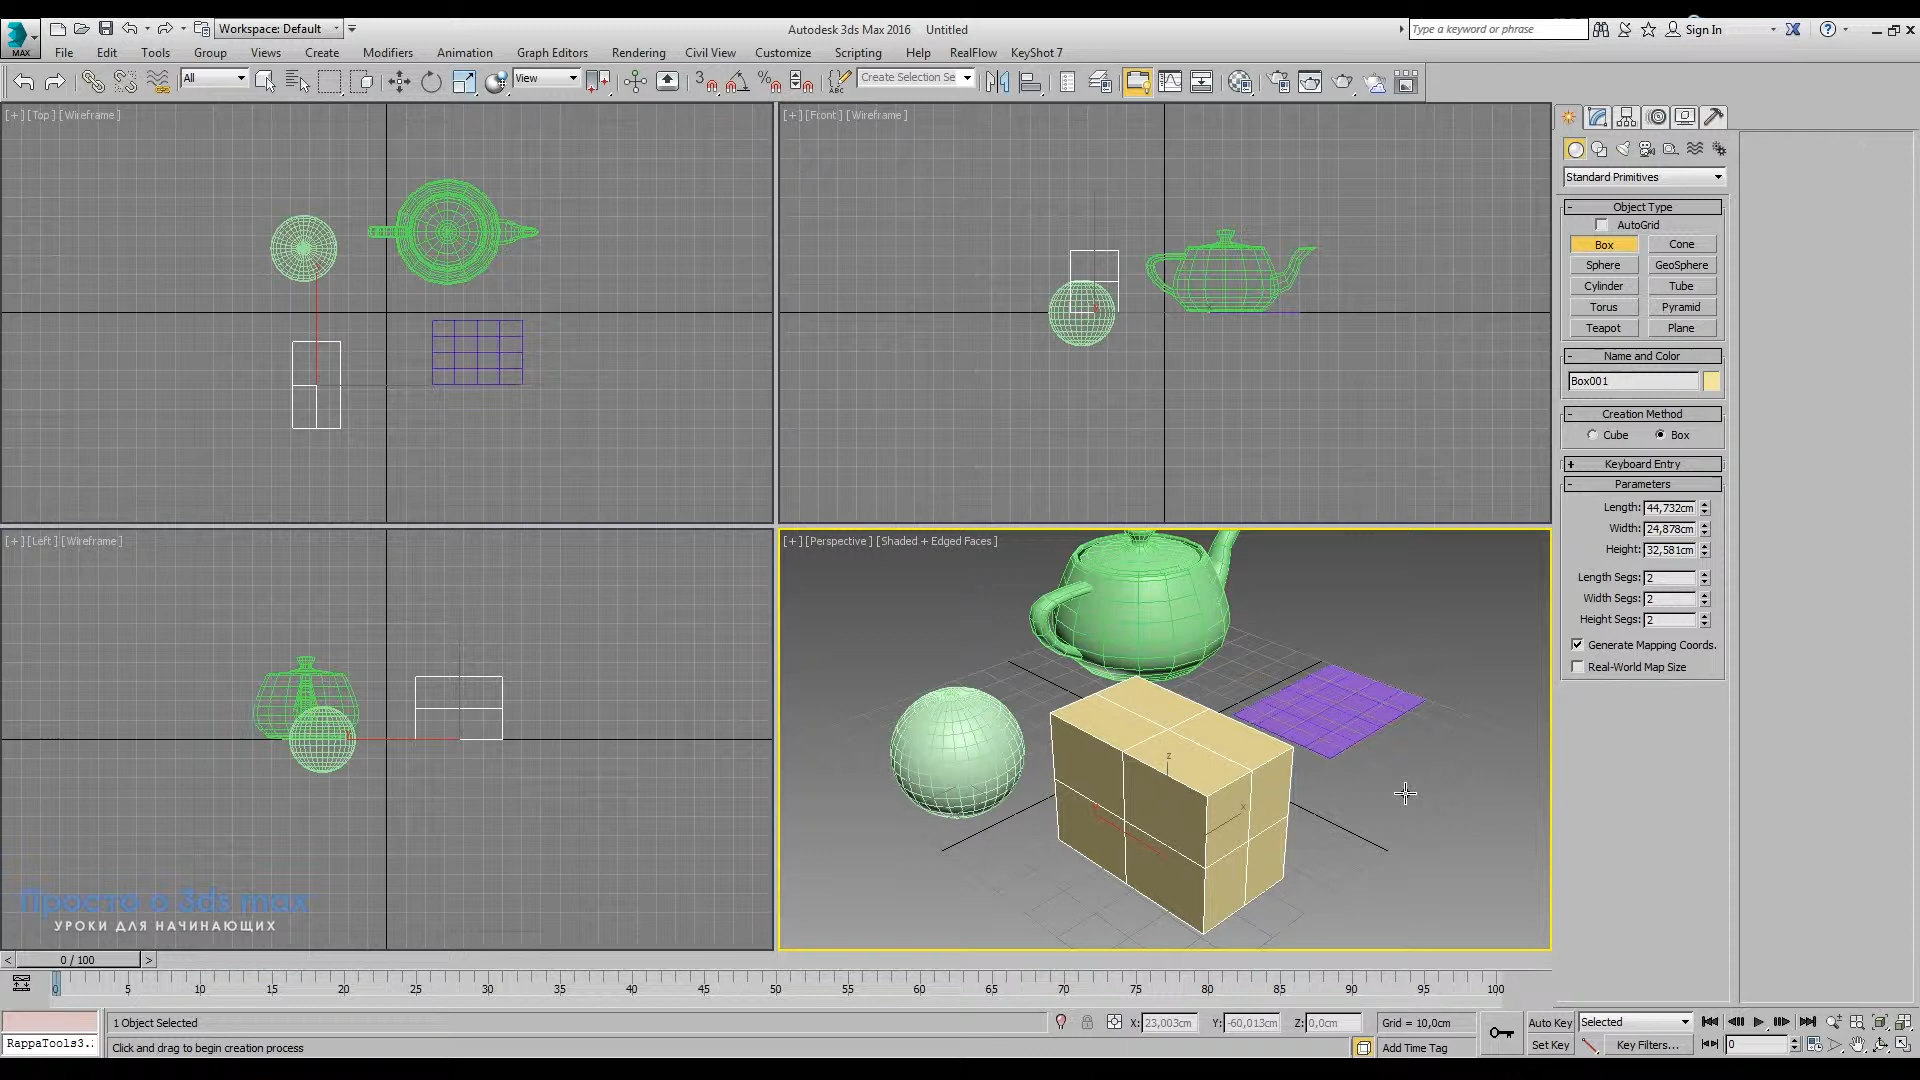 Workspace: Default
Autodesk 3ds Max 2016 Untitled
Type a keyword or phrase
Sign In
MAX
File Edit Tools Group Views Create Modifiers Animation Graph Editors Rendering Civil View Customize Scripting Help RealFlow KeyShot 7
All
View
3
ABC
Create Selection Se
[+] [Top] [Wireframe]
[+] [Front] [Wireframe]
Standard Primitives
Object Type
AutoGrid
Box Cone
Sphere GeoSphere
Cylinder Tube
Torus Pyramid
Teapot Plane
Name and Color
Box001
Creation Method
Cube Box
Keyboard Entry
Parameters
Length: 44,732cm
Width: 24,878cm
Height: 32,581cm
Length Segs: 2
Width Segs: 2
Height Segs: 2
Generate Mapping Coords.
Real-World Map Size
[+] [Left] [Wireframe]
[+] [Perspective] [Shaded + Edged Faces]
z
x
Просто о 3ds max
УРОКИ ДЛЯ НАЧИНАЮЩИХ
< 0 / 100 >
0 5 10 15 20 25 30 35 40 45 50 55 60 65 70 75 80 85 90 95 100
1 Object Selected
X: 23,003cm Y: -60,013cm Z: 0,0cm
Grid = 10,0cm
Auto Key
Selected
RappaTools3.
Click and drag to begin creation process
Add Time Tag
Set Key
Key Filters...
0